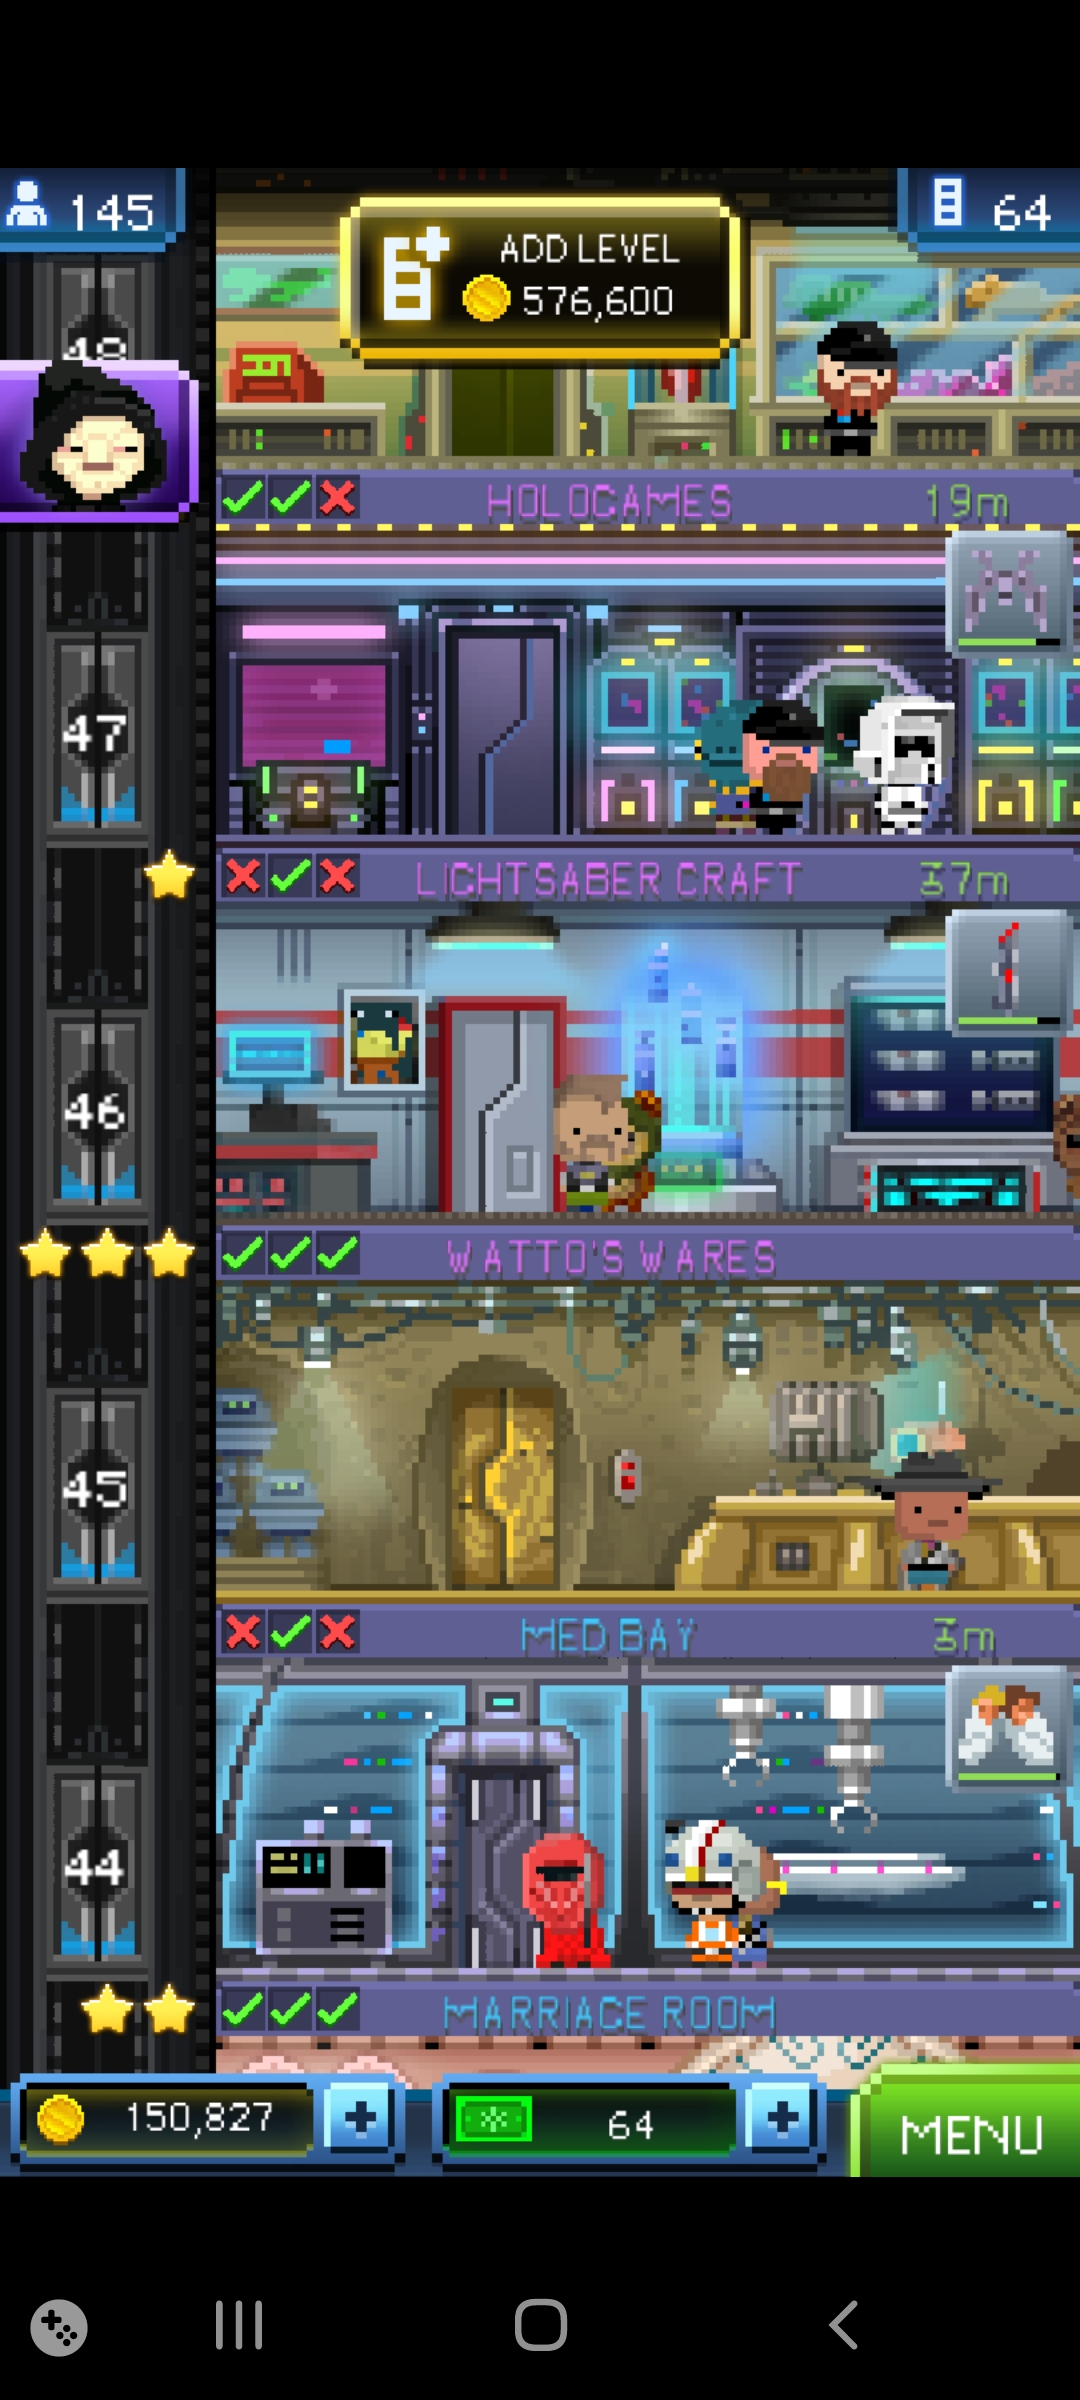 145
ADD LEVEL
576,600
64
48
HOLOGAMES 19m
47
LIGHTSABER CRAFT 37m
46
WATTO'S WARES
45
MED BAY 3m
44
MARRIAGE ROOM
150,827 + 64 + MENU